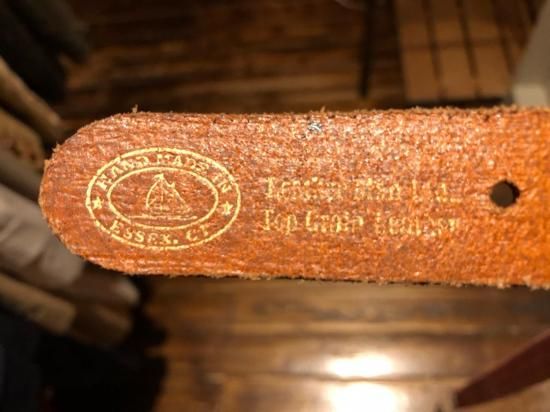 HAND MADE IN
ESSEX, CT
Leather Man Ltd.
Top Grain Leather